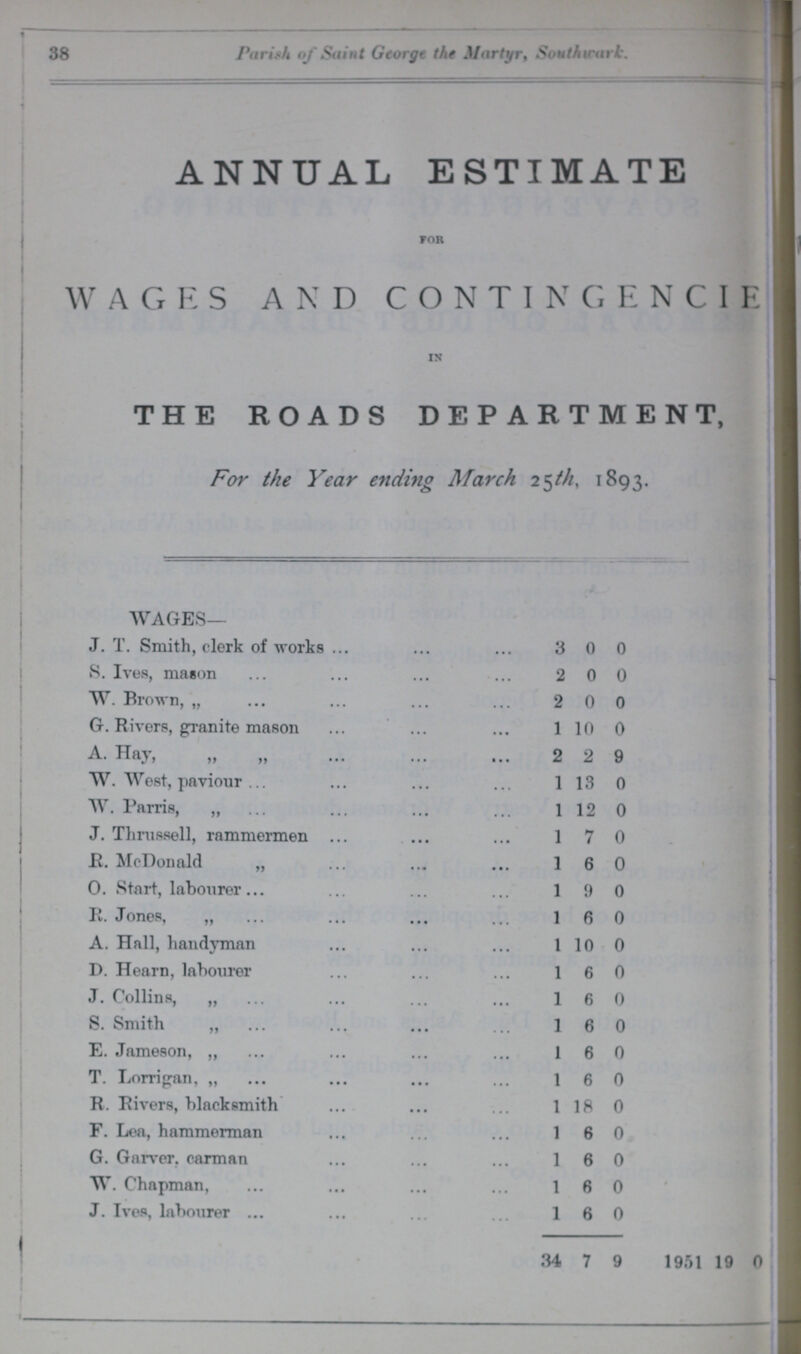 38 Parish of Saint George the Martyr, Southwark.
ANNUAL ESTIMATE
FOR
WAGES AND CONTINGENCIE
IN
THE ROADS DEPARTMENT,
For the Year ending March 25th, 1893.
WAGES—
J. T. Smith, clerk of works ... ... ... 3 0 0
S. Ives, mason ... ... ... ... 2 0 0
W. Brown, „ ... ... ... ... 2 0 0
G. Rivers, granite mason ... ... ... 1 10 0
A. Hay, „ „ ... ... ... 2 2 9
W. West, paviour ... ... ... ... 1 13 0
W. Parris, „ ... ... ... ... 1 12 0
J. Thrussell, rammermen ... ... ... 1 7 0
R. McDonald „ ... ... ... 1 6 0
O. Start, labourer ... ... ... ... 1 9 0
R. Jones, „ ... ... ... ... 1 6 0
A. Hall, handyman ... ... ... 1 10 0
D. Hearn, labourer ... ... ... 1 6 0
J. Collins, „ ... ... ... ... 1 6 0
S. Smith „ ... ... ... ... 1 6 0
E. Jameson, „ ... ... ... ... 1 6 0
T. Lorrigan, „ ... ... ... ... 1 6 0
R. Rivers, blacksmith ... ... ... 1 18 0
F. Lea, hammerman ... ... ... 1 6 0
G. Garver, carman ... ... ... 1 6 0
W. Chapman, ... ... ... ... 1 6 0
J. Ives, labourer ... ... ... ... 1 6 0
34 7 9 1951 19 0